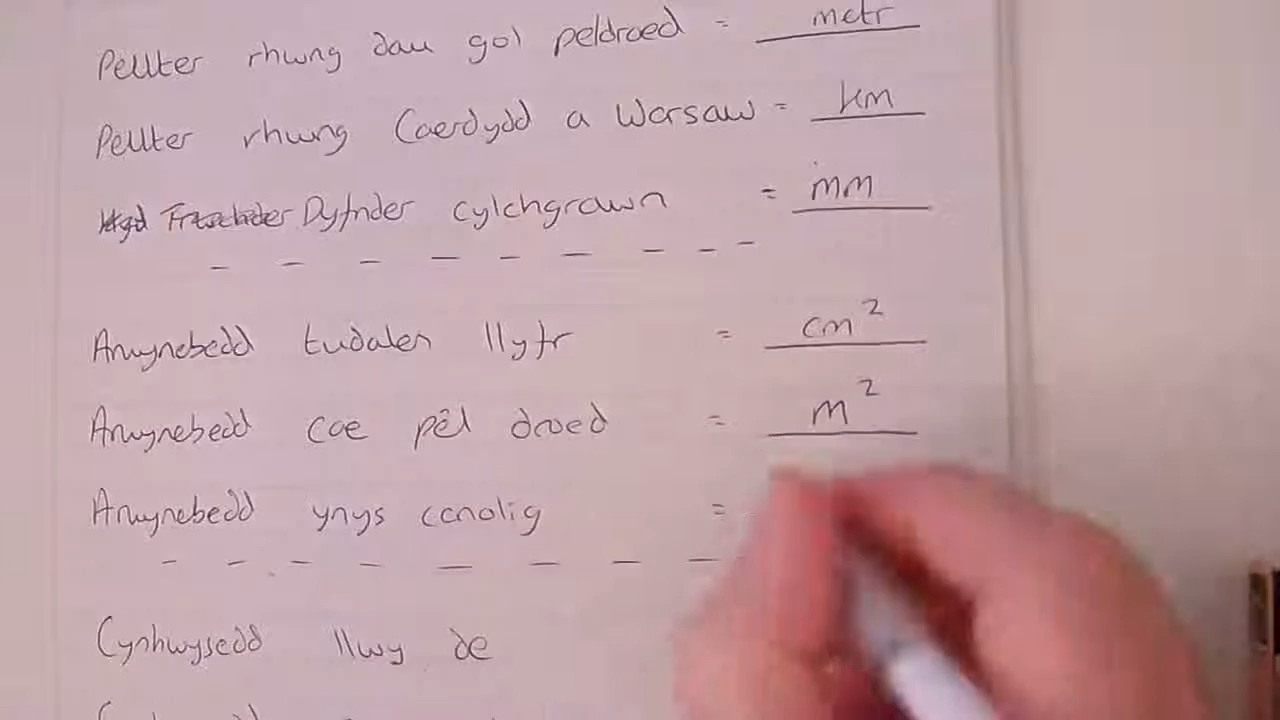 Pellter rhwng dau gol peldroed = metr
Pellter rhwng Caerdydd a Warsaw = km
Dyfnder cylchgrawn = mm
- - - - - - - - -
Arwynebedd tudalen llyfr = cm²
Arwynebedd cae pêl droed = m²
Arwynebedd ynys canolig =
- - - - - - - -
Cynhwysedd llwy de